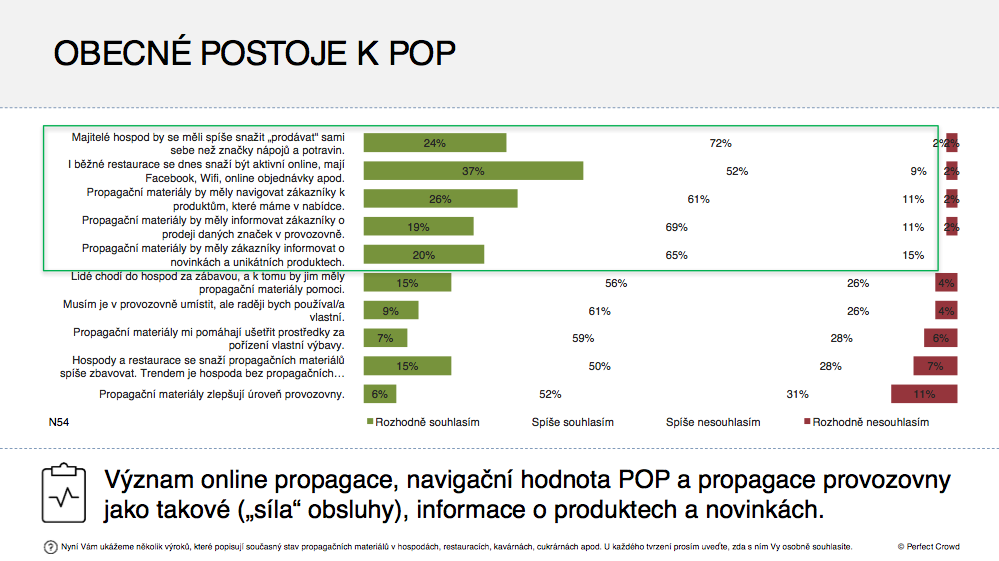 OBECNÉ POSTOJE K POP
Majitelé hospod by se měli spíše snažit „prodávat“ sami
sebe než značky nápojů a potravin.
24% 72% 2% 2%
I běžné restaurace se dnes snaží být aktivní online, mají
Facebook, Wifi, online objednávky apod.
37% 52% 9% 2%
Propagační materiály by měly navigovat zákazníky k
produktům, které máme v nabídce.
26% 61% 11% 2%
Propagační materiály by měly informovat zákazníky o
prodeji daných značek v provozovně.
19% 69% 11% 2%
Propagační materiály by měly zákazníky informovat o
novinkách a unikátních produktech.
20% 65% 15%
Lidé chodí do hospod za zábavou, a k tomu by jim měly
propagační materiály pomoci.
15% 56% 26% 4%
Musím je v provozovně umístit, ale raději bych používal/a
vlastní.
9% 61% 26% 4%
Propagační materiály mi pomáhají ušetřit prostředky za
pořízení vlastní výbavy.
7% 59% 28% 6%
Hospody a restaurace se snaží propagačních materiálů
spíše zbavovat. Trendem je hospoda bez propagačních…
15% 50% 28% 7%
Propagační materiály zlepšují úroveň provozovny.
6% 52% 31% 11%
N54
Rozhodně souhlasím Spíše souhlasím Spíše nesouhlasím Rozhodně nesouhlasím
Význam online propagace, navigační hodnota POP a propagace provozovny
jako takové („síla“ obsluhy), informace o produktech a novinkách.
? Nyní Vám ukážeme několik výroků, které popisují současný stav propagačních materiálů v hospodách, restauracích, kavárnách, cukrárnách apod. U každého tvrzení prosím uveďte, zda s ním Vy osobně souhlasíte.
© Perfect Crowd